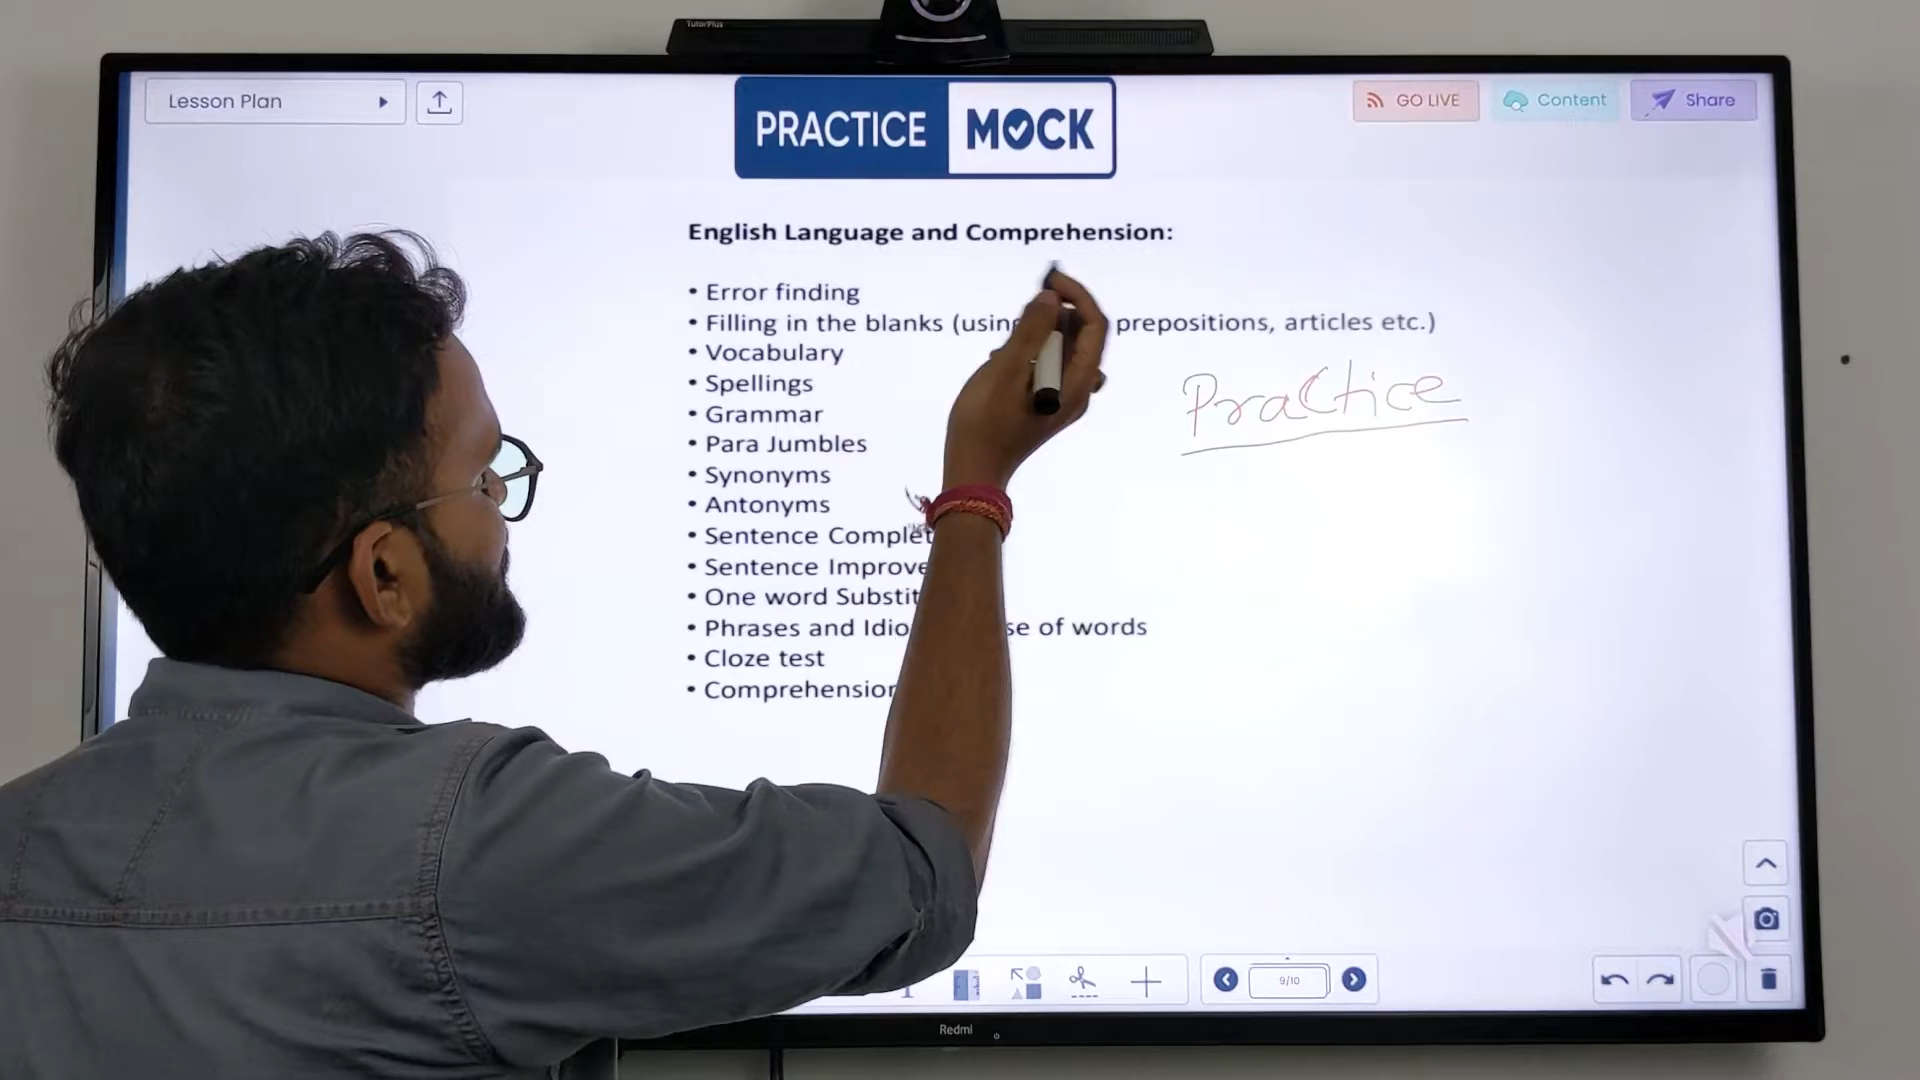 TutorPlus
Lesson Plan
PRACTICE MOCK
GO LIVE
Content
Share
English Language and Comprehension:
• Error finding
• Filling in the blanks (using prepositions, articles etc.)
• Vocabulary
• Spellings
• Grammar
• Para Jumbles
• Synonyms
• Antonyms
• Sentence Complet
• Sentence Improve
• One word Substit
• Phrases and Idio se of words
• Cloze test
• Comprehension
Practice
9/10
Redmi